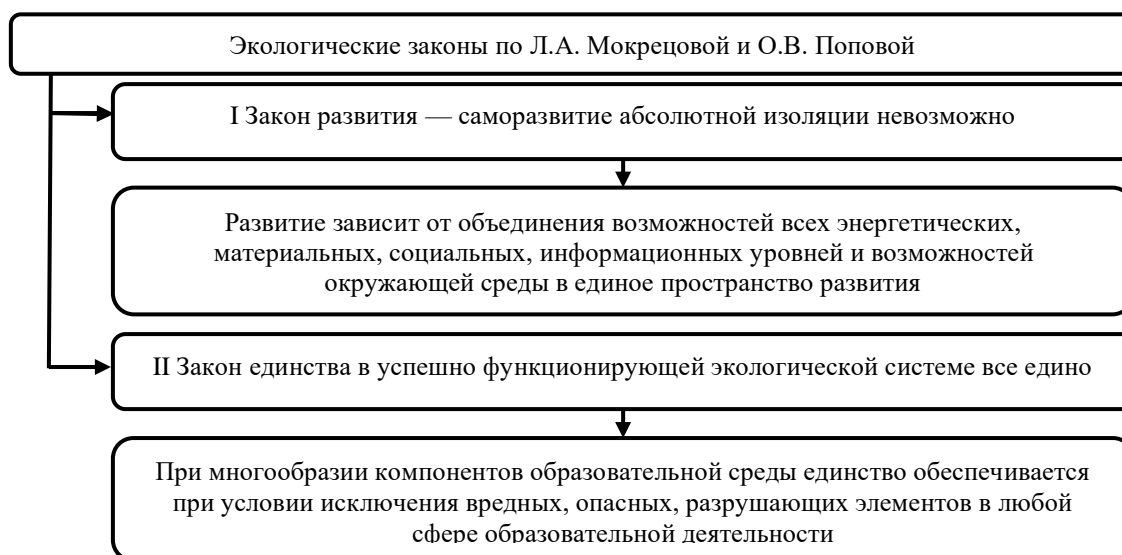 Экологические законы по Л.А. Мокрецовой и О.В. Поповой
I Закон развития — саморазвитие абсолютной изоляции невозможно
Развитие зависит от объединения возможностей всех энергетических,
материальных, социальных, информационных уровней и возможностей
окружающей среды в единое пространство развития
II Закон единства в успешно функционирующей экологической системе все едино
При многообразии компонентов образовательной среды единство обеспечивается
при условии исключения вредных, опасных, разрушающих элементов в любой
сфере образовательной деятельности